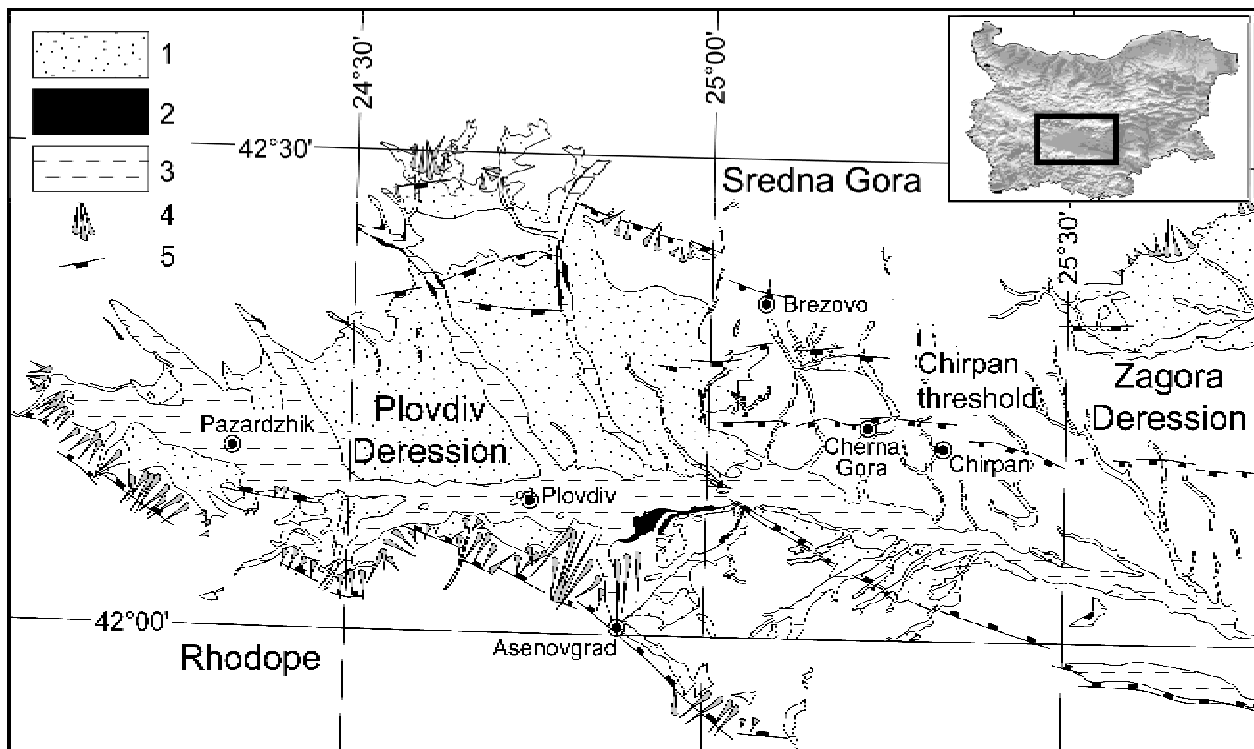 1
2
3
4
5
24°30'
25°00'
42°30'
Sredna Gora
25°30'
Brezovo
Chirpan
threshold
Zagora
Deression
Plovdiv
Deression
Pazardzhik
Cherna
Gora
Chirpan
Plovdiv
42°00'
Rhodope
Asenovgrad